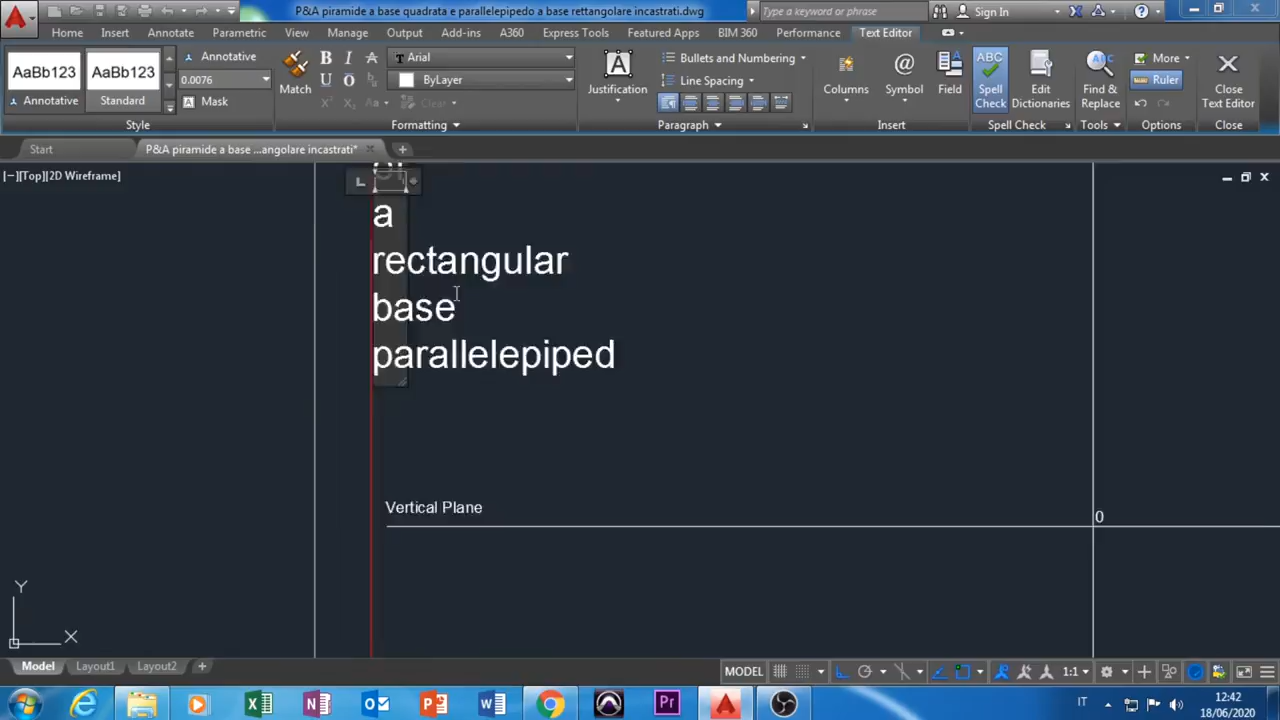 P&A piramide a base quadrata e parallelepipedo a base rettangolare incastrati.dwg
Type a keyword or phrase
Sign In
Home Insert Annotate Parametric View Manage Output Add-ins A360 Express Tools Featured Apps BIM 360 Performance Text Editor
AaBb123 AaBb123 Annotative
0.0076
Annotative Standard Mask
Style
Match
B I A Arial
U O ByLayer
Aa Clear
Formatting
Justification
Bullets and Numbering
Line Spacing
Paragraph
Columns Symbol Field
Insert
ABC
Spell Check
Edit Dictionaries
Spell Check
Find & Replace
Tools
More
Ruler
Options
Close Text Editor
Close
Start P&A piramide a base ...angolare incastrati*
[−][Top][2D Wireframe]
a
rectangular
base
parallelepiped
Vertical Plane
0
Y
X
Model Layout1 Layout2
MODEL 1:1
IT 12:42
18/06/2020